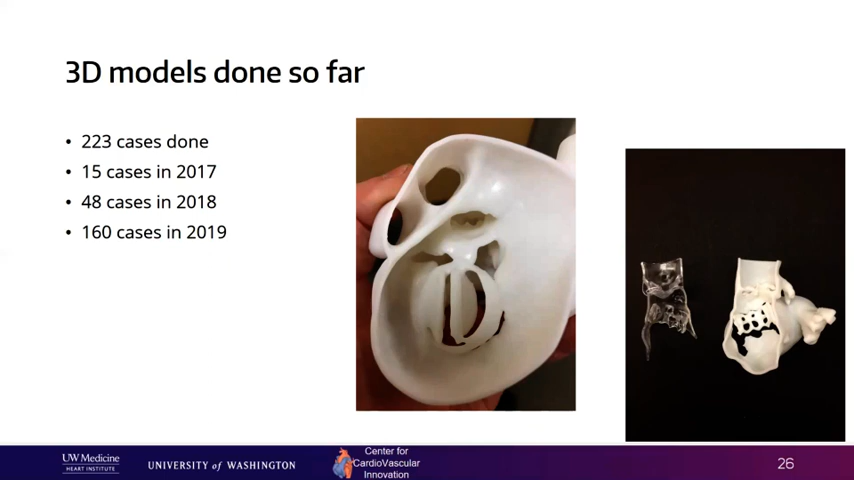 3D models done so far
• 223 cases done
• 15 cases in 2017
• 48 cases in 2018
• 160 cases in 2019
UW Medicine
HEART INSTITUTE
UNIVERSITY of WASHINGTON
Center for
CardioVascular
Innovation
26